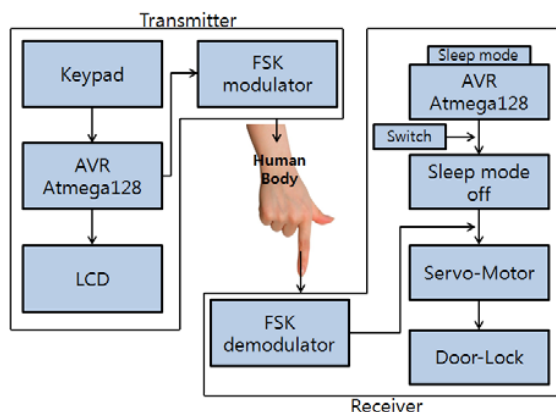 Transmitter
Keypad
FSK
modulator
AVR
Atmega128
LCD
Human
Body
Sleep mode
AVR
Atmega128
Switch
Sleep mode
off
Servo-Motor
Door-Lock
FSK
demodulator
Receiver